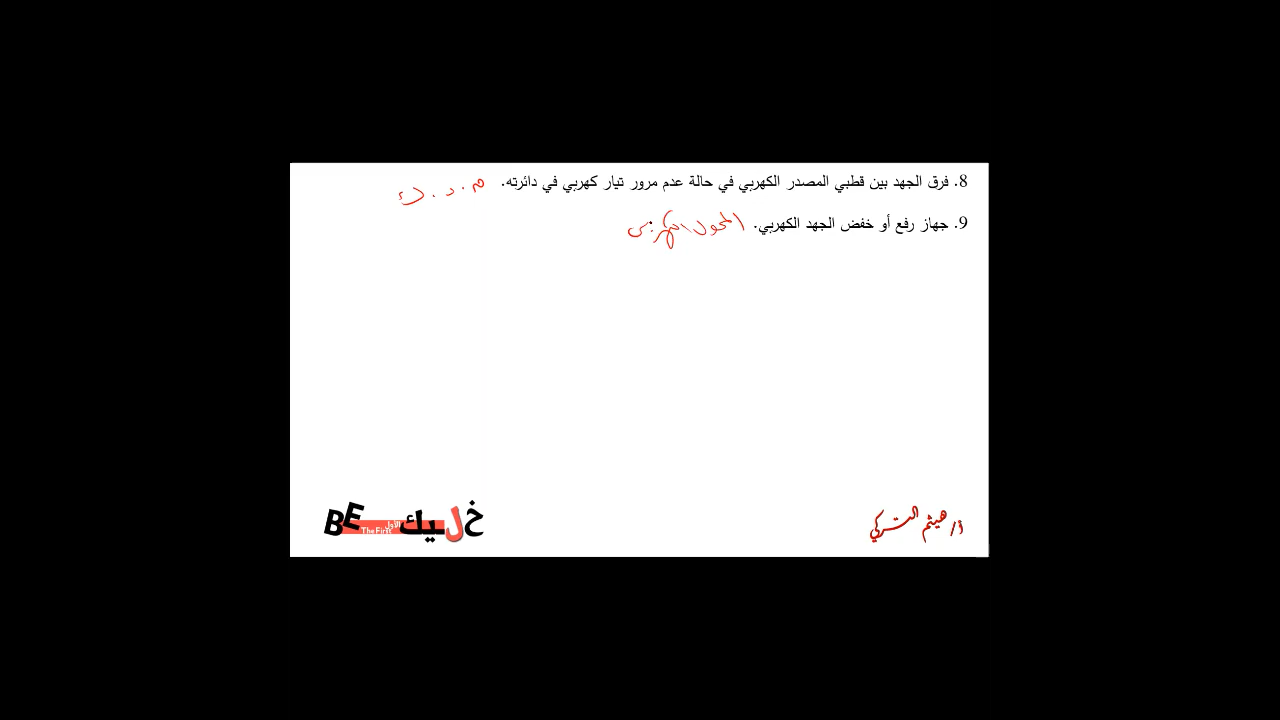 8. فرق الجهد بين قطبي المصدر الكهربي في حالة عدم مرور تيار كهربي في دائرته. م . د . ك
9. جهاز رفع أو خفض الجهد الكهربي. المحول الكهربي
BE The First الأول خليك
أ/ هيثم التركي